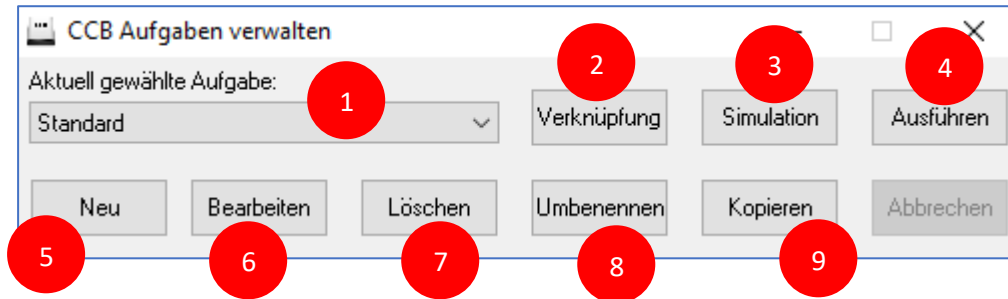 CCB Aufgaben verwalten
Aktuell gewählte Aufgabe:
1
2
3
4
Standard
Verknüpfung
Simulation
Ausführen
Neu
Bearbeiten
Löschen
Umbenennen
Kopieren
Abbrechen
5
6
7
8
9